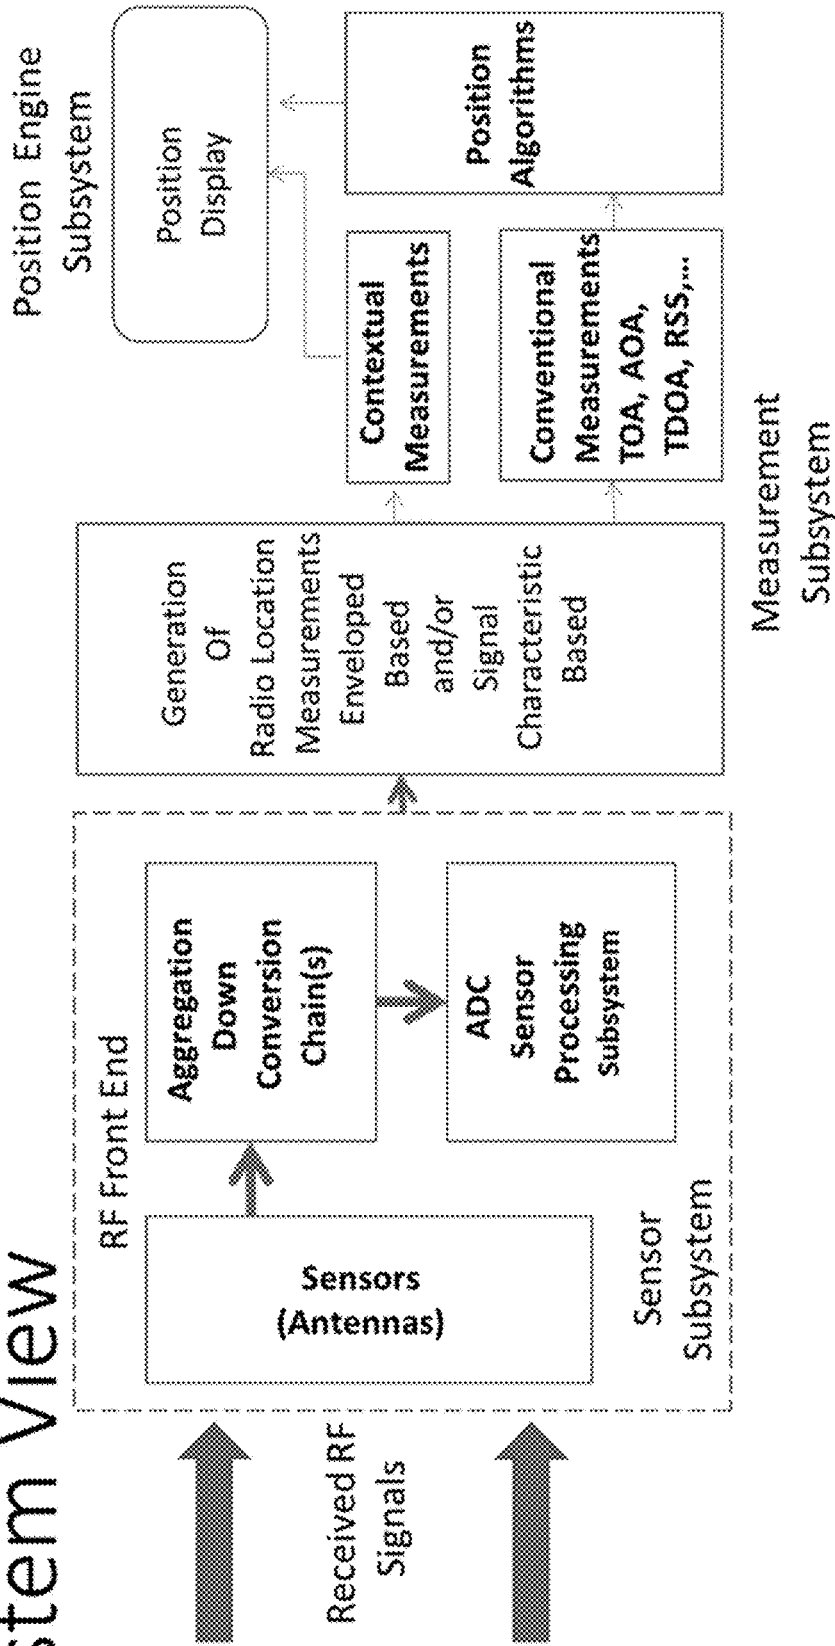 stem View
Received RF
Signals
RF Front End
Sensors
(Antennas)
Aggregation
Down
Conversion
Chain(s)
ADC
Sensor
Processing
Subsystem
Sensor
Subsystem
Generation
Of
Radio Location
Measurements
Enveloped
Based
and/or
Signal
Characteristic
Based
Contextual
Measurements
Conventional
Measurements
TOA, AOA,
TDOA, RSS,...
Measurement
Subsystem
Position Engine
Subsystem
Position
Display
Position
Algorithms